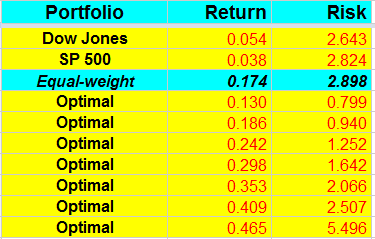 Portfolio Return Risk
Dow Jones 0.054 2.643
SP 500 0.038 2.824
Equal-weight 0.174 2.898
Optimal 0.130 0.799
Optimal 0.186 0.940
Optimal 0.242 1.252
Optimal 0.298 1.642
Optimal 0.353 2.066
Optimal 0.409 2.507
Optimal 0.465 5.496